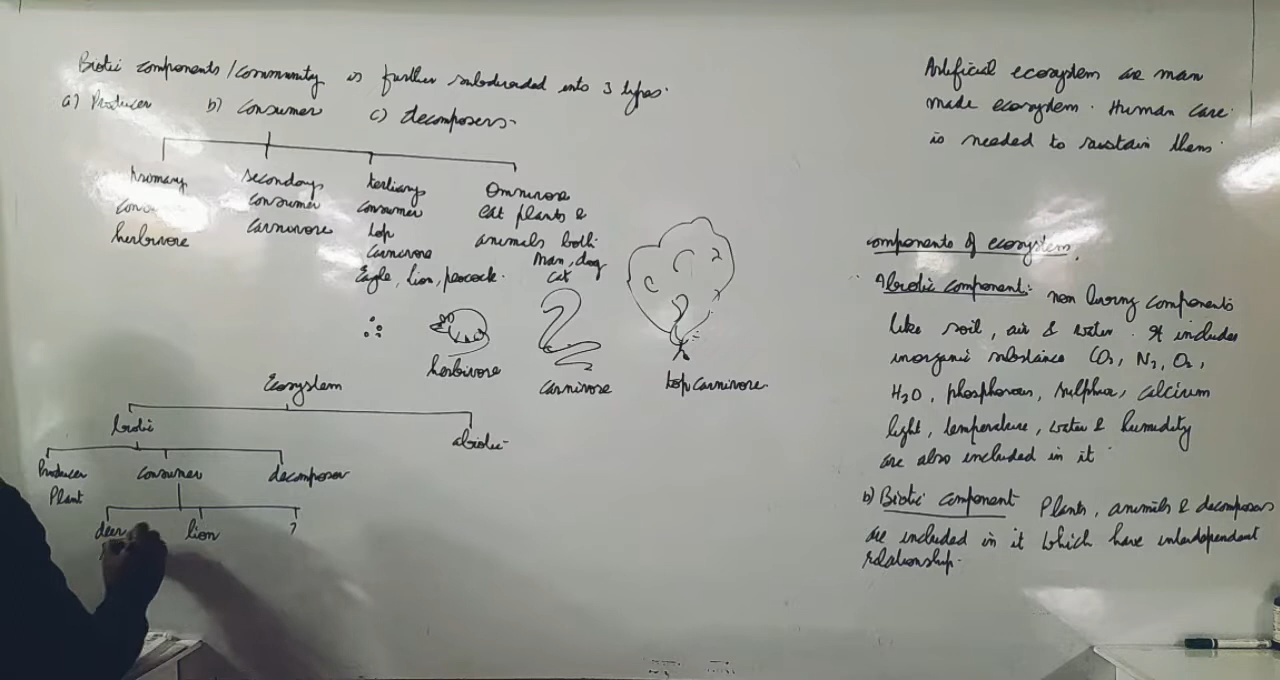 Biotic components / community is further subdivided into 3 types.
a) Producer b) Consumer c) decomposers.
Primary secondary tertiary Omnivore
consumer consumer eat plants &
herbivore carnivore top animals both
carnivore man, dog
Eagle, lion, peacock. cat
herbivore carnivore top carnivore.
Ecosystem
biotic abiotic
Producer consumer decomposer
Plant
deer lion ?
Artificial ecosystem are man
made ecosystem. Human care
is needed to sustain them.
components of ecosystem.
Abiotic component: non living components
like soil, air & water. It includes
inorganic substance CO2, N2, O2,
H2O, phosphorous, sulphur, calcium
light, temperature, water & humidity
are also included in it
b) Biotic component Plants, animals & decomposers
are included in it which have interdependent
relationship.